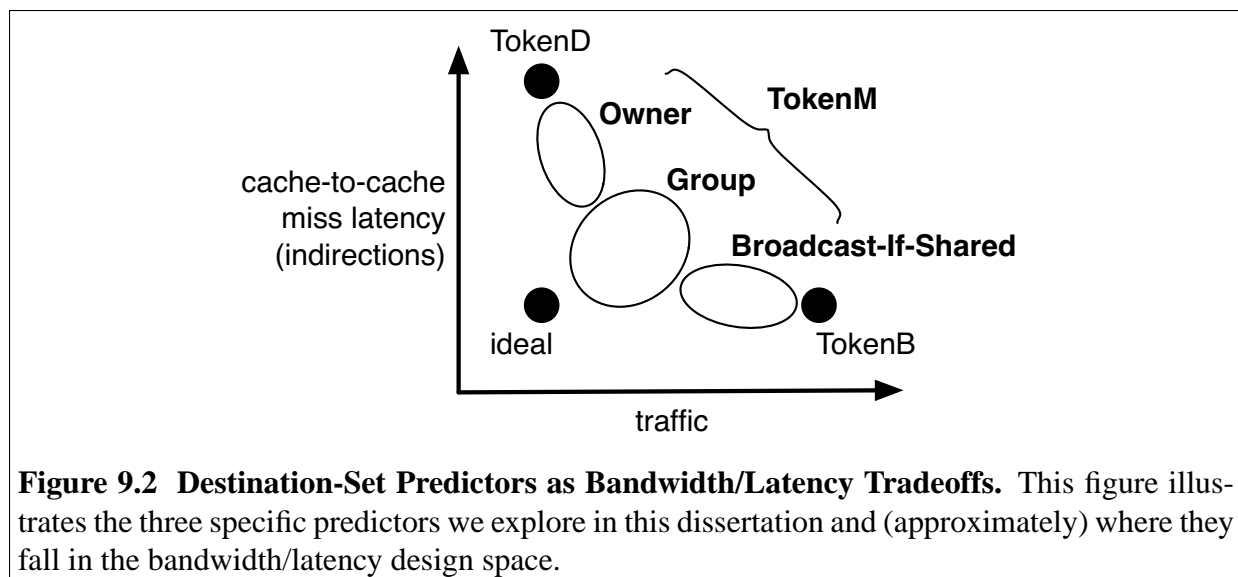 TokenD
TokenM
Owner
cache-to-cache
miss latency
(indirections)
Group
Broadcast-If-Shared
ideal
TokenB
traffic
Figure 9.2 Destination-Set Predictors as Bandwidth/Latency Tradeoffs. This figure illus-
trates the three specific predictors we explore in this dissertation and (approximately) where they
fall in the bandwidth/latency design space.